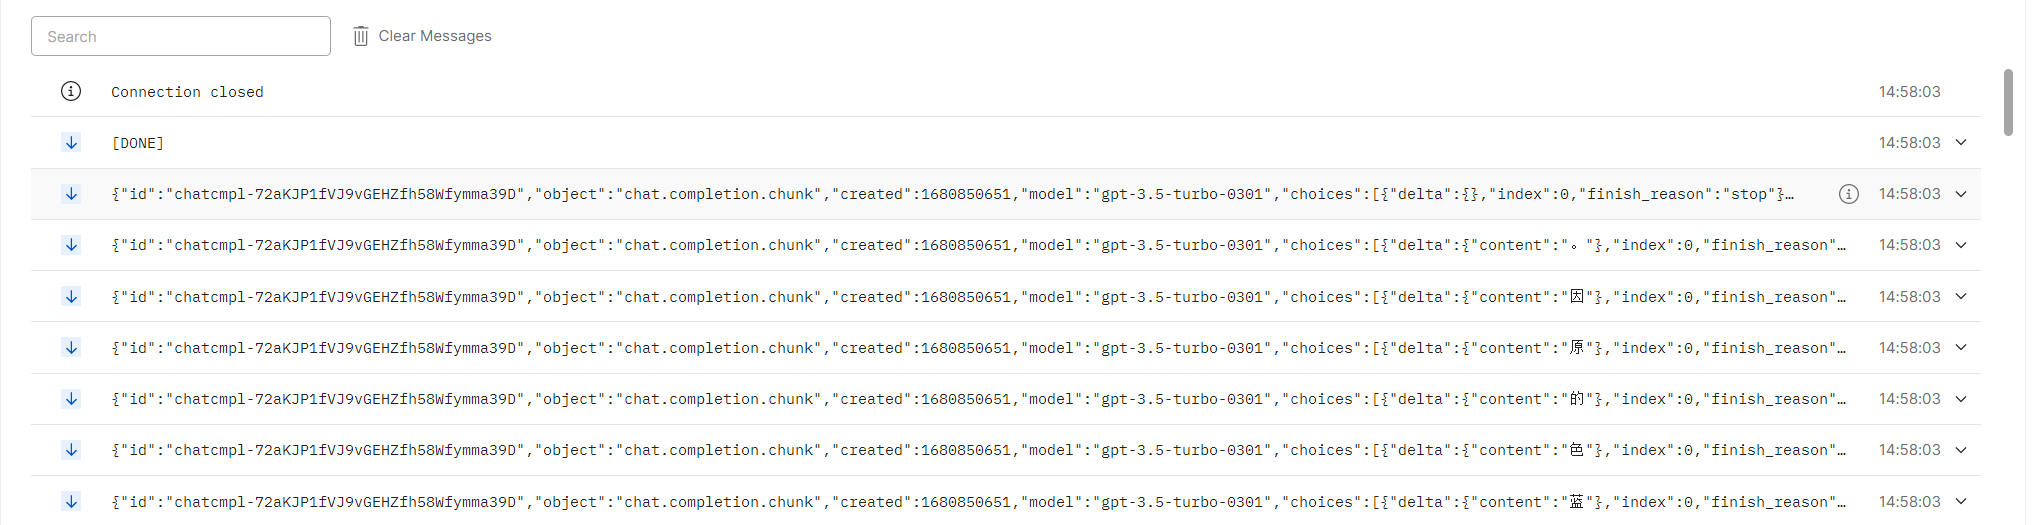 Search
Clear Messages
Connection closed 14:58:03
[DONE] 14:58:03
{"id":"chatcmpl-72aKJP1fVJ9vGEHZfh58Wfymma39D","object":"chat.completion.chunk","created":1680850651,"model":"gpt-3.5-turbo-0301","choices":[{"delta":{},"index":0,"finish_reason":"stop"}… 14:58:03
{"id":"chatcmpl-72aKJP1fVJ9vGEHZfh58Wfymma39D","object":"chat.completion.chunk","created":1680850651,"model":"gpt-3.5-turbo-0301","choices":[{"delta":{"content":"。"},"index":0,"finish_reason"… 14:58:03
{"id":"chatcmpl-72aKJP1fVJ9vGEHZfh58Wfymma39D","object":"chat.completion.chunk","created":1680850651,"model":"gpt-3.5-turbo-0301","choices":[{"delta":{"content":"因"},"index":0,"finish_reason"… 14:58:03
{"id":"chatcmpl-72aKJP1fVJ9vGEHZfh58Wfymma39D","object":"chat.completion.chunk","created":1680850651,"model":"gpt-3.5-turbo-0301","choices":[{"delta":{"content":"原"},"index":0,"finish_reason"… 14:58:03
{"id":"chatcmpl-72aKJP1fVJ9vGEHZfh58Wfymma39D","object":"chat.completion.chunk","created":1680850651,"model":"gpt-3.5-turbo-0301","choices":[{"delta":{"content":"的"},"index":0,"finish_reason"… 14:58:03
{"id":"chatcmpl-72aKJP1fVJ9vGEHZfh58Wfymma39D","object":"chat.completion.chunk","created":1680850651,"model":"gpt-3.5-turbo-0301","choices":[{"delta":{"content":"色"},"index":0,"finish_reason"… 14:58:03
{"id":"chatcmpl-72aKJP1fVJ9vGEHZfh58Wfymma39D","object":"chat.completion.chunk","created":1680850651,"model":"gpt-3.5-turbo-0301","choices":[{"delta":{"content":"蓝"},"index":0,"finish_reason"… 14:58:03